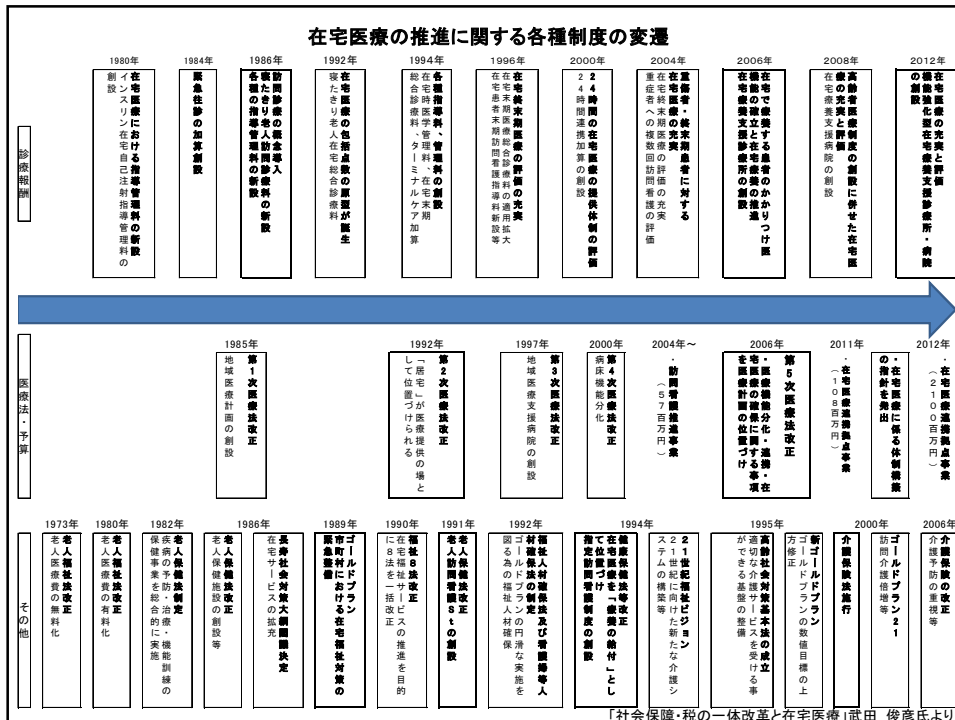 在宅医療の推進に関する各種制度の変遷
診療報酬
1980年
在宅医療における指導管理料の新設
インスリン在宅自己注射指導管理料の
創設
1984年
緊急往診の加算創設
1986年
訪問診療の概念導入
寝たきり老人訪問診療料の新設
各種の指導管理料の新設
1992年
在宅医療の包括点数の原型が誕生
寝たきり老人在宅総合診療料
1994年
各種指導料、管理料の創設
在宅時医学管理料、在宅末期
総合診療料、ターミナルケア加算
1996年
在宅終末期医療の評価の充実
在宅末期医療総合診療料の適用拡大
在宅患者末期訪問看護指導料新設等
2000年
24時間の在宅医療の提供体制の評価
24時間連携加算の創設
2004年
重傷者・終末期患者に対する
在宅医療の充実
在宅終末期医療の評価の充実
重症者への複数回訪問看護の評価
2006年
在宅で療養する患者のかかりつけ医
機能の確立と在宅療養の推進
在宅療養支援診療所の創設
2008年
高齢者医療制度の創設に併せた在宅医
療の充実と評価
在宅療養支援病院の創設
2012年
在宅医療の充実と評価
機能強化型在宅療養支援診療所・病院
の創設
医療法・予算
1985年
第1次医療法改正
地域医療計画の創設
1992年
第2次医療法改正
「居宅」が医療提供の場と
して位置づけられる
1997年
第3次医療法改正
地域医療支援病院の創設
2000年
第4次医療法改正
病床機能分化
2004年～
・訪問看護推進事業
(57百万円)
2006年
第5次医療法改正
・医療機能分化・連携・在
宅医療の確保に関する事項
を医療計画の位置づけ
2011年
・在宅医療連携拠点事業
(108百万円)
・在宅医療に係る体制構築
の指針を発出
2012年
・在宅医療連携拠点事業
(2100百万円)
その他
1973年
老人福祉法改正
老人医療費の無料化
1980年
老人福祉法改正
老人医療費の有料化
1982年
老人保健法制定
疾病の予防・治療・機能訓練の
保健事業を総合的に実施
1986年
老人保健法改正
老人保健施設の創設等
長寿社会対策大綱閣議決定
在宅サービスの拡充
1989年
ゴールドプラン
市町村における在宅福祉対策の
緊急整備
1990年
福祉8法改正
在宅福祉サービスの推進を目的
に8法を一括改正
1991年
老人保健法改正
老人訪問看護Stの創設
1992年
福祉人材確保法及び看護婦等人
材確保法の制定
ゴールドプランの円滑な実施を
図る為の福祉人材確保
1994年
健康保険法等改正
在宅医療を「療養の給付」とし
て位置づけ
指定訪問看護制度の創設
21世紀福祉ビジョン
21世紀に向けた新たな介護シ
ステムの構築等
1995年
高齢社会対策基本法の成立
適切な介護サービスを受ける事
ができる基盤の整備
新ゴールドプラン
ゴールドプランの数値目標の上
方修正
2000年
介護保険法施行
ゴールドプラン21
訪問介護倍増等
2006年
介護保険の改正
介護予防の重視等
「社会保障・税の一体改革と在宅医療」武田 俊彦氏より